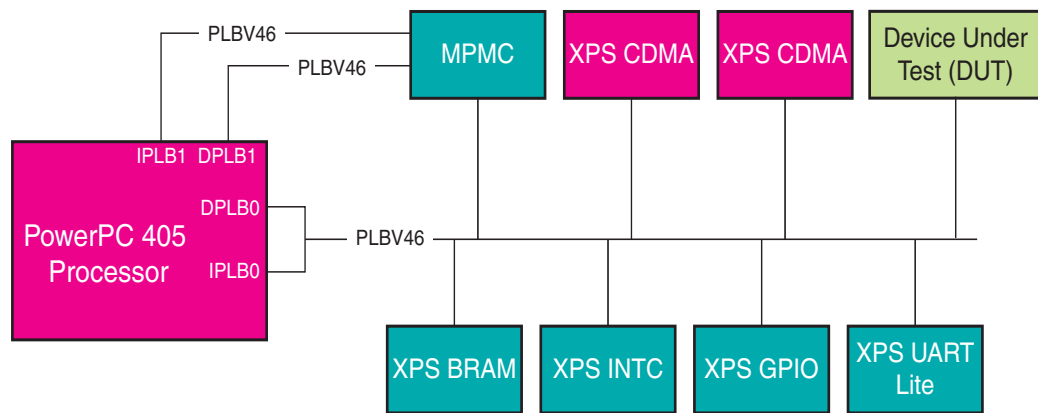 PLBV46
PLBV46
MPMC
XPS CDMA
XPS CDMA
Device Under
Test (DUT)
IPLB1 DPLB1
DPLB0
PowerPC 405
Processor
IPLB0
PLBV46
XPS BRAM
XPS INTC
XPS GPIO
XPS UART
Lite